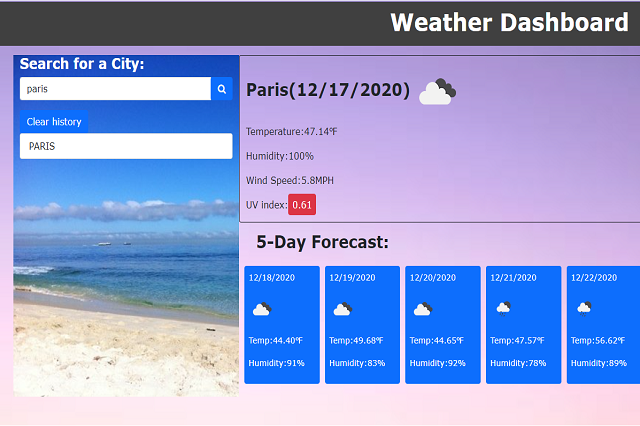 Weather Dashboard
Search for a City:
paris
Clear history
PARIS
Paris(12/17/2020)
Temperature:47.14°F
Humidity:100%
Wind Speed:5.8MPH
UV index: 0.61
5-Day Forecast:
12/18/2020
Temp:44.40°F
Humidity:91%
12/19/2020
Temp:49.68°F
Humidity:83%
12/20/2020
Temp:44.65°F
Humidity:92%
12/21/2020
Temp:47.57°F
Humidity:78%
12/22/2020
Temp:56.62°F
Humidity:89%